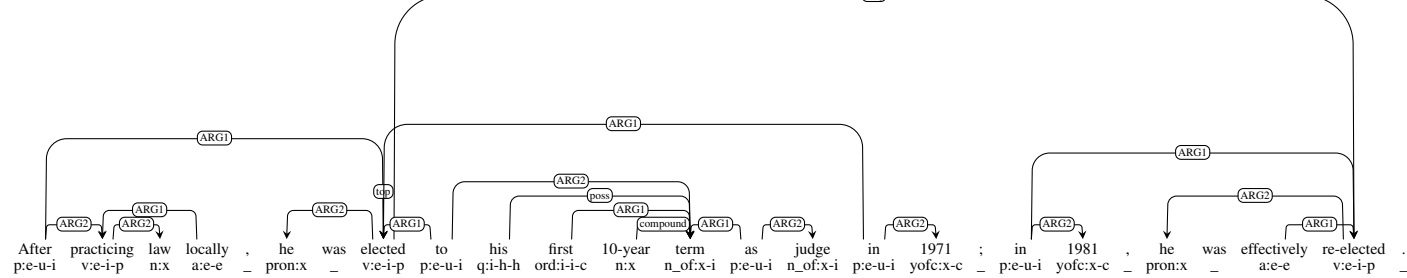 ARG1 ARG1
top
ARG1
ARG2
ARG2 ARG1 ARG2 ARG2 ARG1 poss ARG1 compound ARG1 ARG2 ARG2 ARG2 ARG2 ARG1
After practicing law locally , he was elected to his first 10-year term as judge in 1971 ; in 1981 , he was effectively re-elected .
p:e-u-i v:e-i-p n:x a:e-e _ pron:x _ v:e-i-p p:e-u-i q:i-h-h ord:i-i-c n:x n_of:x-i p:e-u-i n_of:x-i p:e-u-i yofc:x-c _ p:e-u-i yofc:x-c _ pron:x _ a:e-e v:e-i-p _